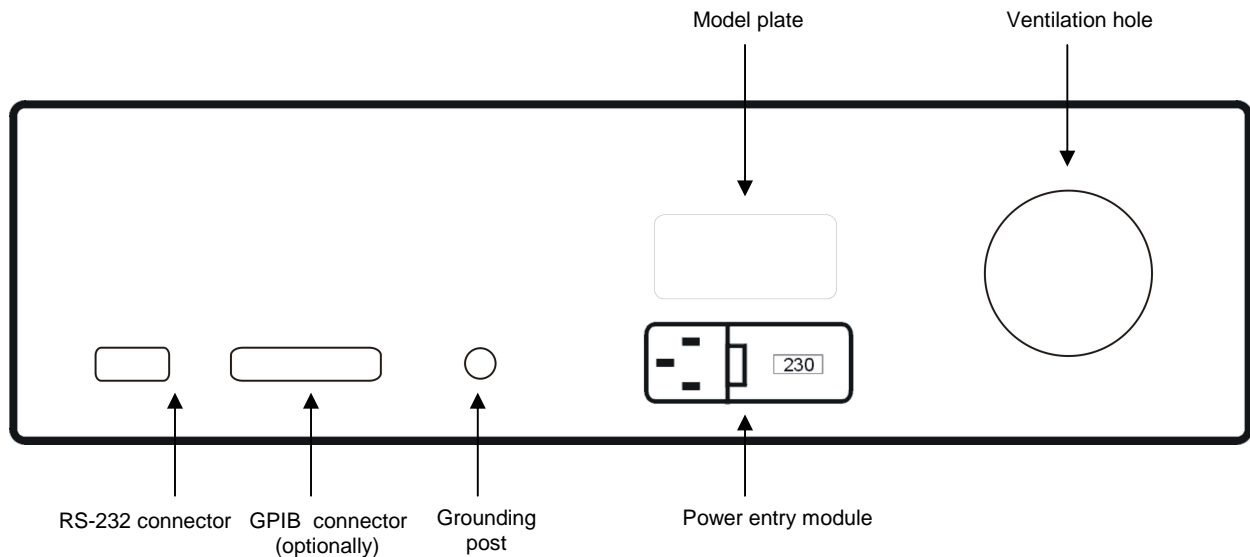 Model plate
Ventilation hole
230
RS-232 connector
GPIB connector
(optionally)
Grounding
post
Power entry module